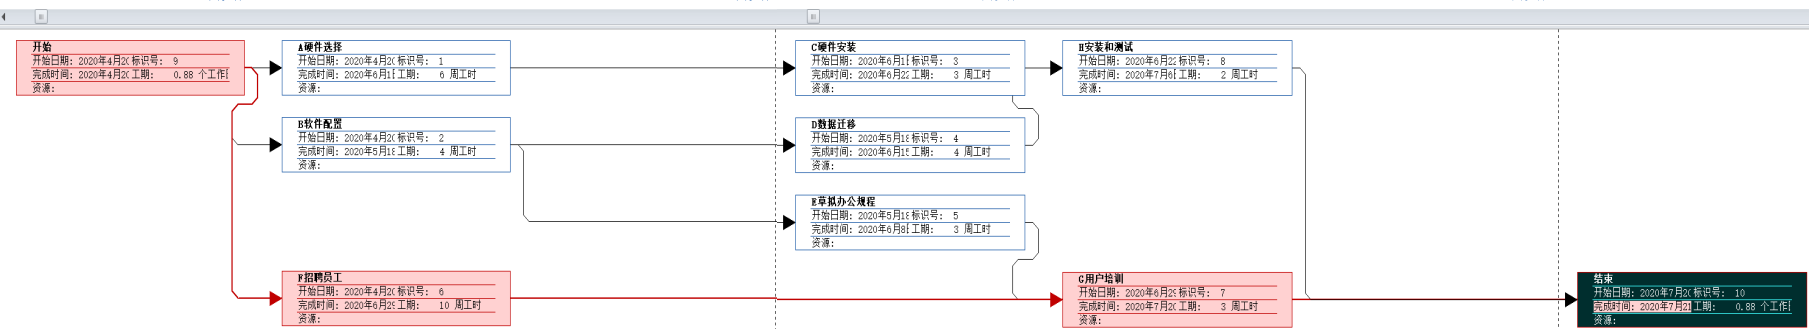 开始
开始日期: 2020年4月2 标识号: 9
完成时间: 2020年4月2 工期: 0.88 个工作
资源:
A硬件选择
开始日期: 2020年4月2 标识号: 1
完成时间: 2020年6月1 工期: 6 周工时
资源:
C硬件安装
开始日期: 2020年6月1 标识号: 3
完成时间: 2020年6月22 工期: 3 周工时
资源:
H安装和测试
开始日期: 2020年6月22 标识号: 8
完成时间: 2020年7月6 工期: 2 周工时
资源:
B软件配置
开始日期: 2020年4月2 标识号: 2
完成时间: 2020年5月18 工期: 4 周工时
资源:
D数据迁移
开始日期: 2020年5月18 标识号: 4
完成时间: 2020年6月15 工期: 4 周工时
资源:
E草拟办公规程
开始日期: 2020年5月18 标识号: 5
完成时间: 2020年6月8 工期: 3 周工时
资源:
F招聘员工
开始日期: 2020年4月2 标识号: 6
完成时间: 2020年6月29 工期: 10 周工时
资源:
G用户培训
开始日期: 2020年6月29 标识号: 7
完成时间: 2020年7月2 工期: 3 周工时
资源:
结束
开始日期: 2020年7月2 标识号: 10
完成时间: 2020年7月21 工期: 0.88 个工作
资源: